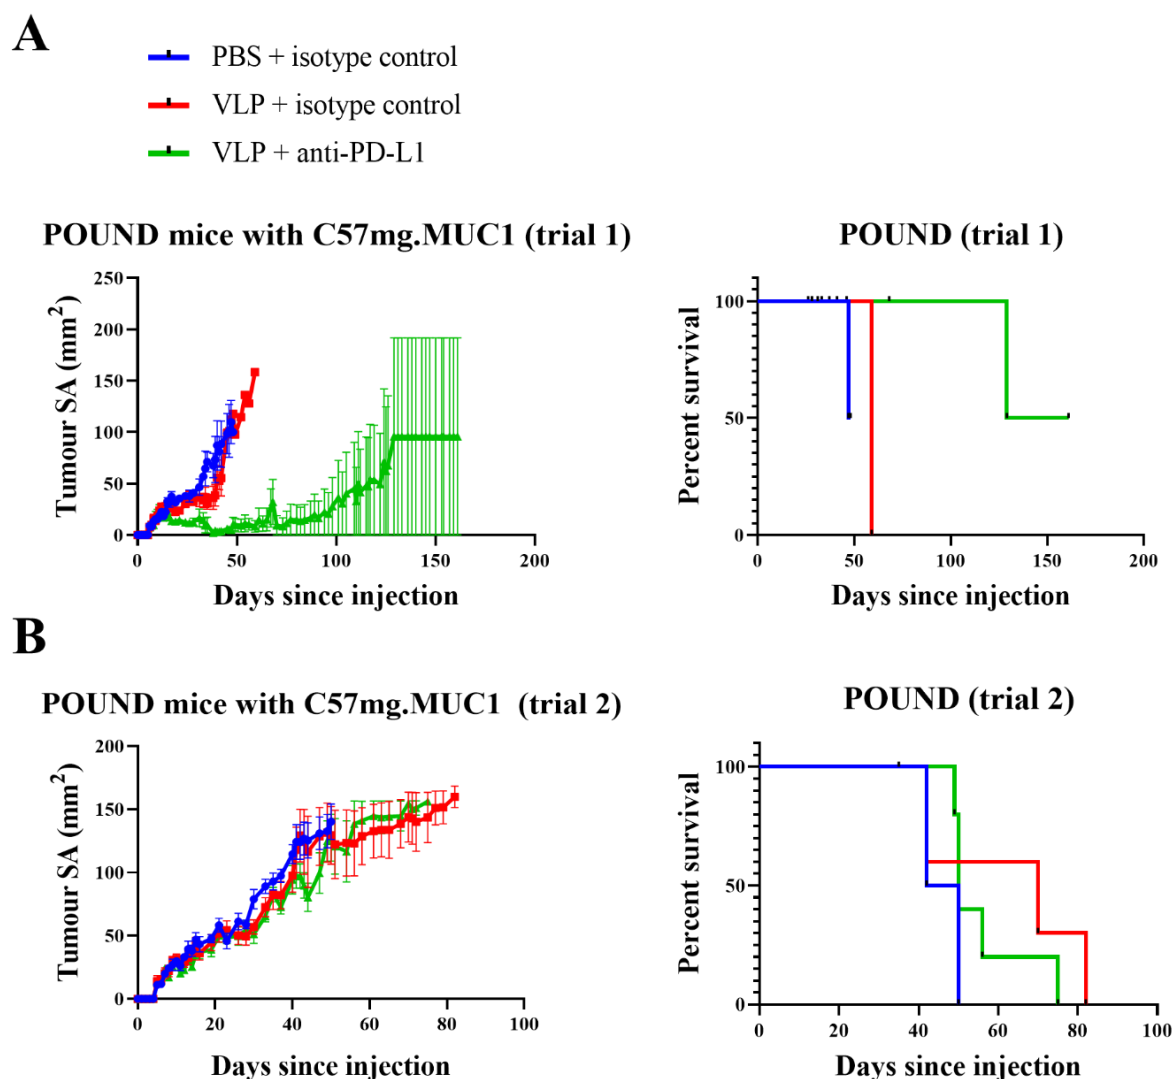 A
PBS + isotype control
VLP + isotype control
VLP + anti-PD-L1
POUND mice with C57mg.MUC1 (trial 1)
250
200
150
100
50
0
Tumour SA (mm²)
0 50 100 150 200
Days since injection
POUND (trial 1)
100
50
0
Percent survival
0 50 100 150 200
Days since injection
B
POUND mice with C57mg.MUC1 (trial 2)
200
150
100
50
0
Tumour SA (mm²)
0 20 40 60 80 100
Days since injection
POUND (trial 2)
100
50
0
Percent survival
0 20 40 60 80 100
Days since injection